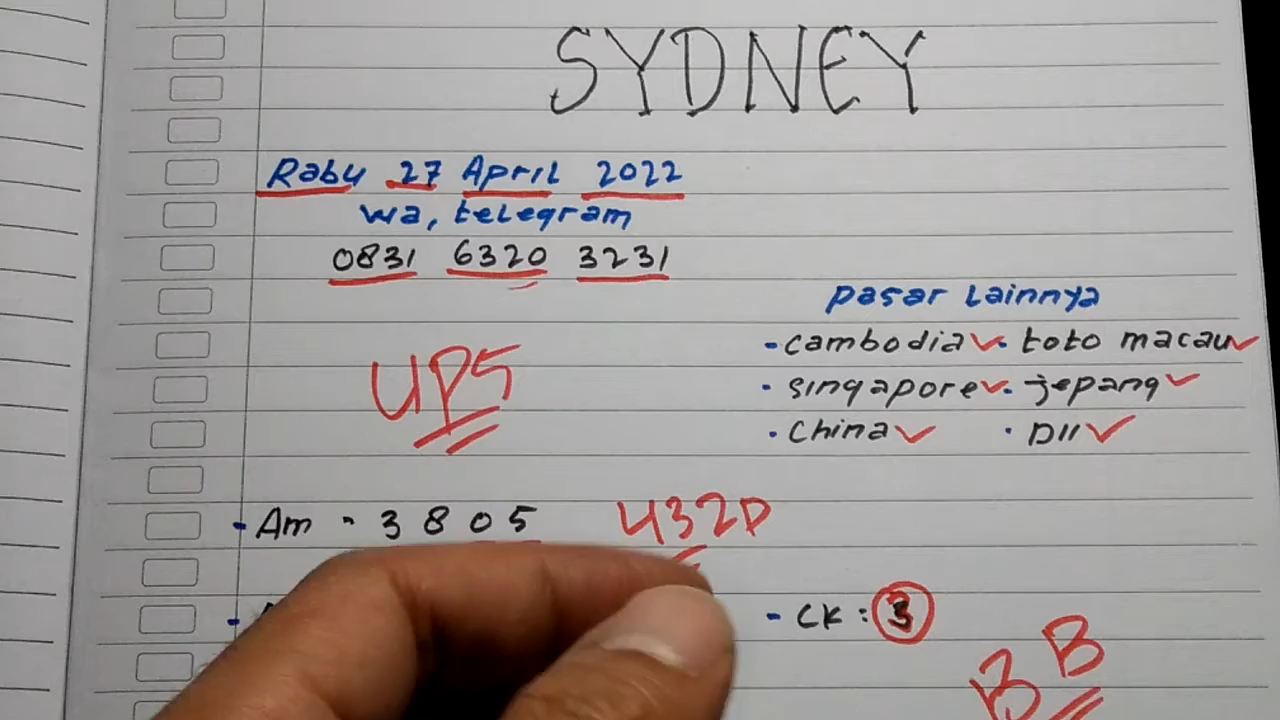 SYDNEY
Rabu 27 April 2022
wa, telegram
0831 6320 3231
pasar Lainnya
• cambodia ✓ • toto macau ✓
• singapore ✓ • jepang ✓
• China ✓ • Dll ✓
UP5
• Am • 3 8 0 5 432D
• CK : 3
BB